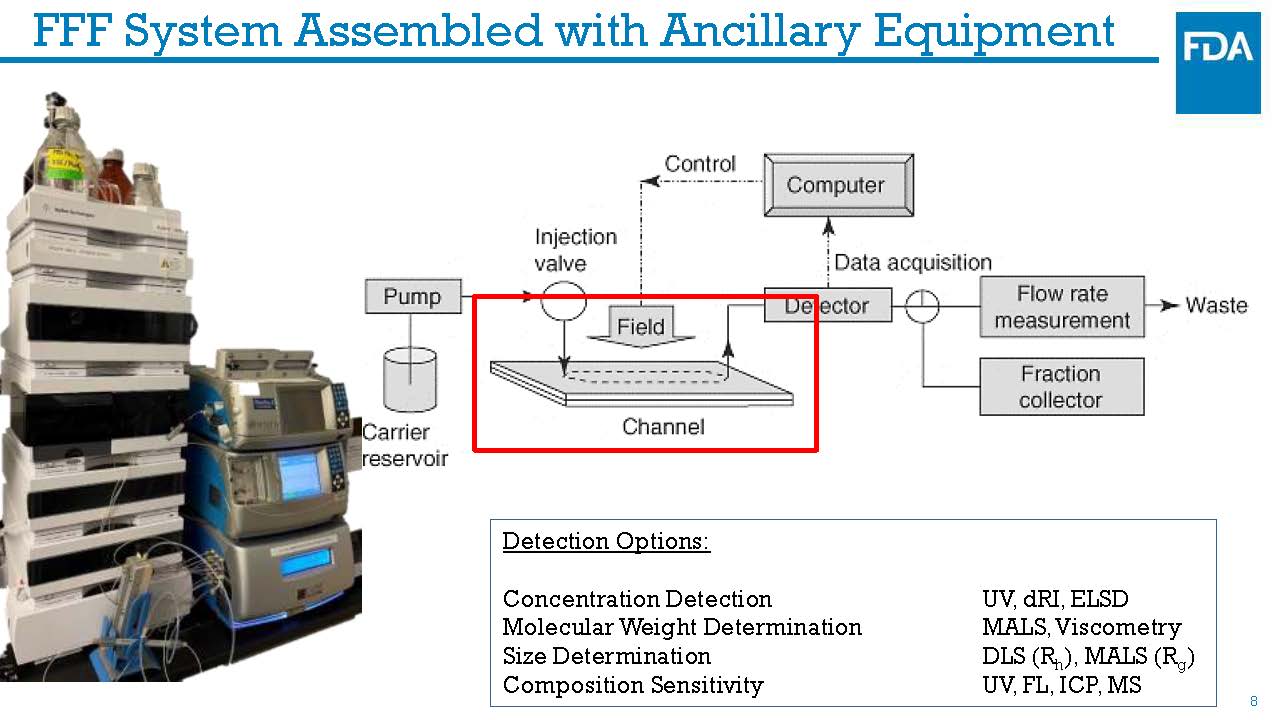 FFF System Assembled with Ancillary Equipment
FDA
Control
Computer
Injection
valve
Data acquisition
Pump
Field
Detector
Flow rate
measurement
Waste
Fraction
collector
Channel
Carrier
reservoir
Detection Options:
Concentration Detection UV, dRI, ELSD
Molecular Weight Determination MALS, Viscometry
Size Determination DLS (Rh), MALS (Rg)
Composition Sensitivity UV, FL, ICP, MS
8